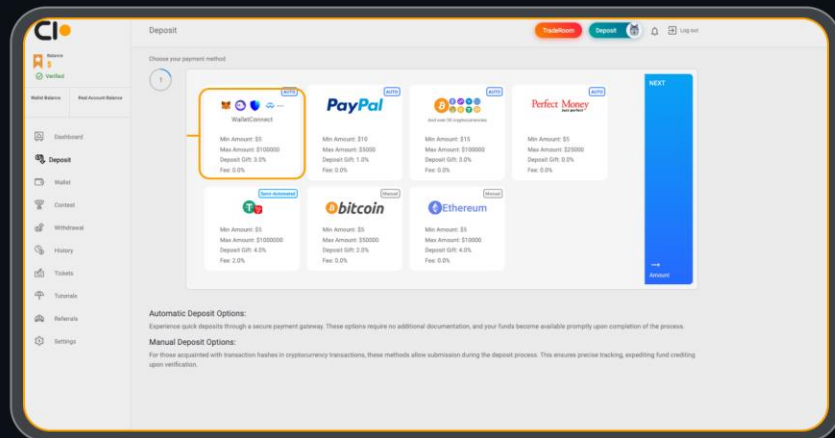 CI
Deposit
TradeRoom
Deposit
Log out
Balance
$
Verified
Wallet Balance
Real Account Balance
Dashboard
Deposit
Wallet
Contest
Withdrawal
History
Tickets
Tutorials
Referrals
Settings
Choose your payment method
1
AUTO
WalletConnect
Min Amount: $5
Max Amount: $100000
Deposit Gift: 3.0%
Fee: 0.0%
AUTO
PayPal
Min Amount: $10
Max Amount: $5000
Deposit Gift: 1.0%
Fee: 0.0%
AUTO
And over 50 cryptocurrencies
Min Amount: $15
Max Amount: $100000
Deposit Gift: 0.0%
Fee: 0.0%
AUTO
Perfect Money
Min Amount: $5
Max Amount: $25000
Deposit Gift: 0.0%
Fee: 0.0%
Semi-Automated
Min Amount: $5
Max Amount: $1000000
Deposit Gift: 4.0%
Fee: 2.0%
Manual
bitcoin
Min Amount: $5
Max Amount: $50000
Deposit Gift: 2.0%
Fee: 0.0%
Manual
Ethereum
Min Amount: $5
Max Amount: $10000
Deposit Gift: 4.0%
Fee: 0.0%
NEXT
→
Amount
Automatic Deposit Options:
Experience quick deposits through a secure payment gateway. These options require no additional documentation, and your funds become available promptly upon completion of the process.
Manual Deposit Options:
For those acquainted with transaction hashes in cryptocurrency transactions, these methods allow submission during the deposit process. This ensures precise tracking, expediting fund crediting
upon verification.